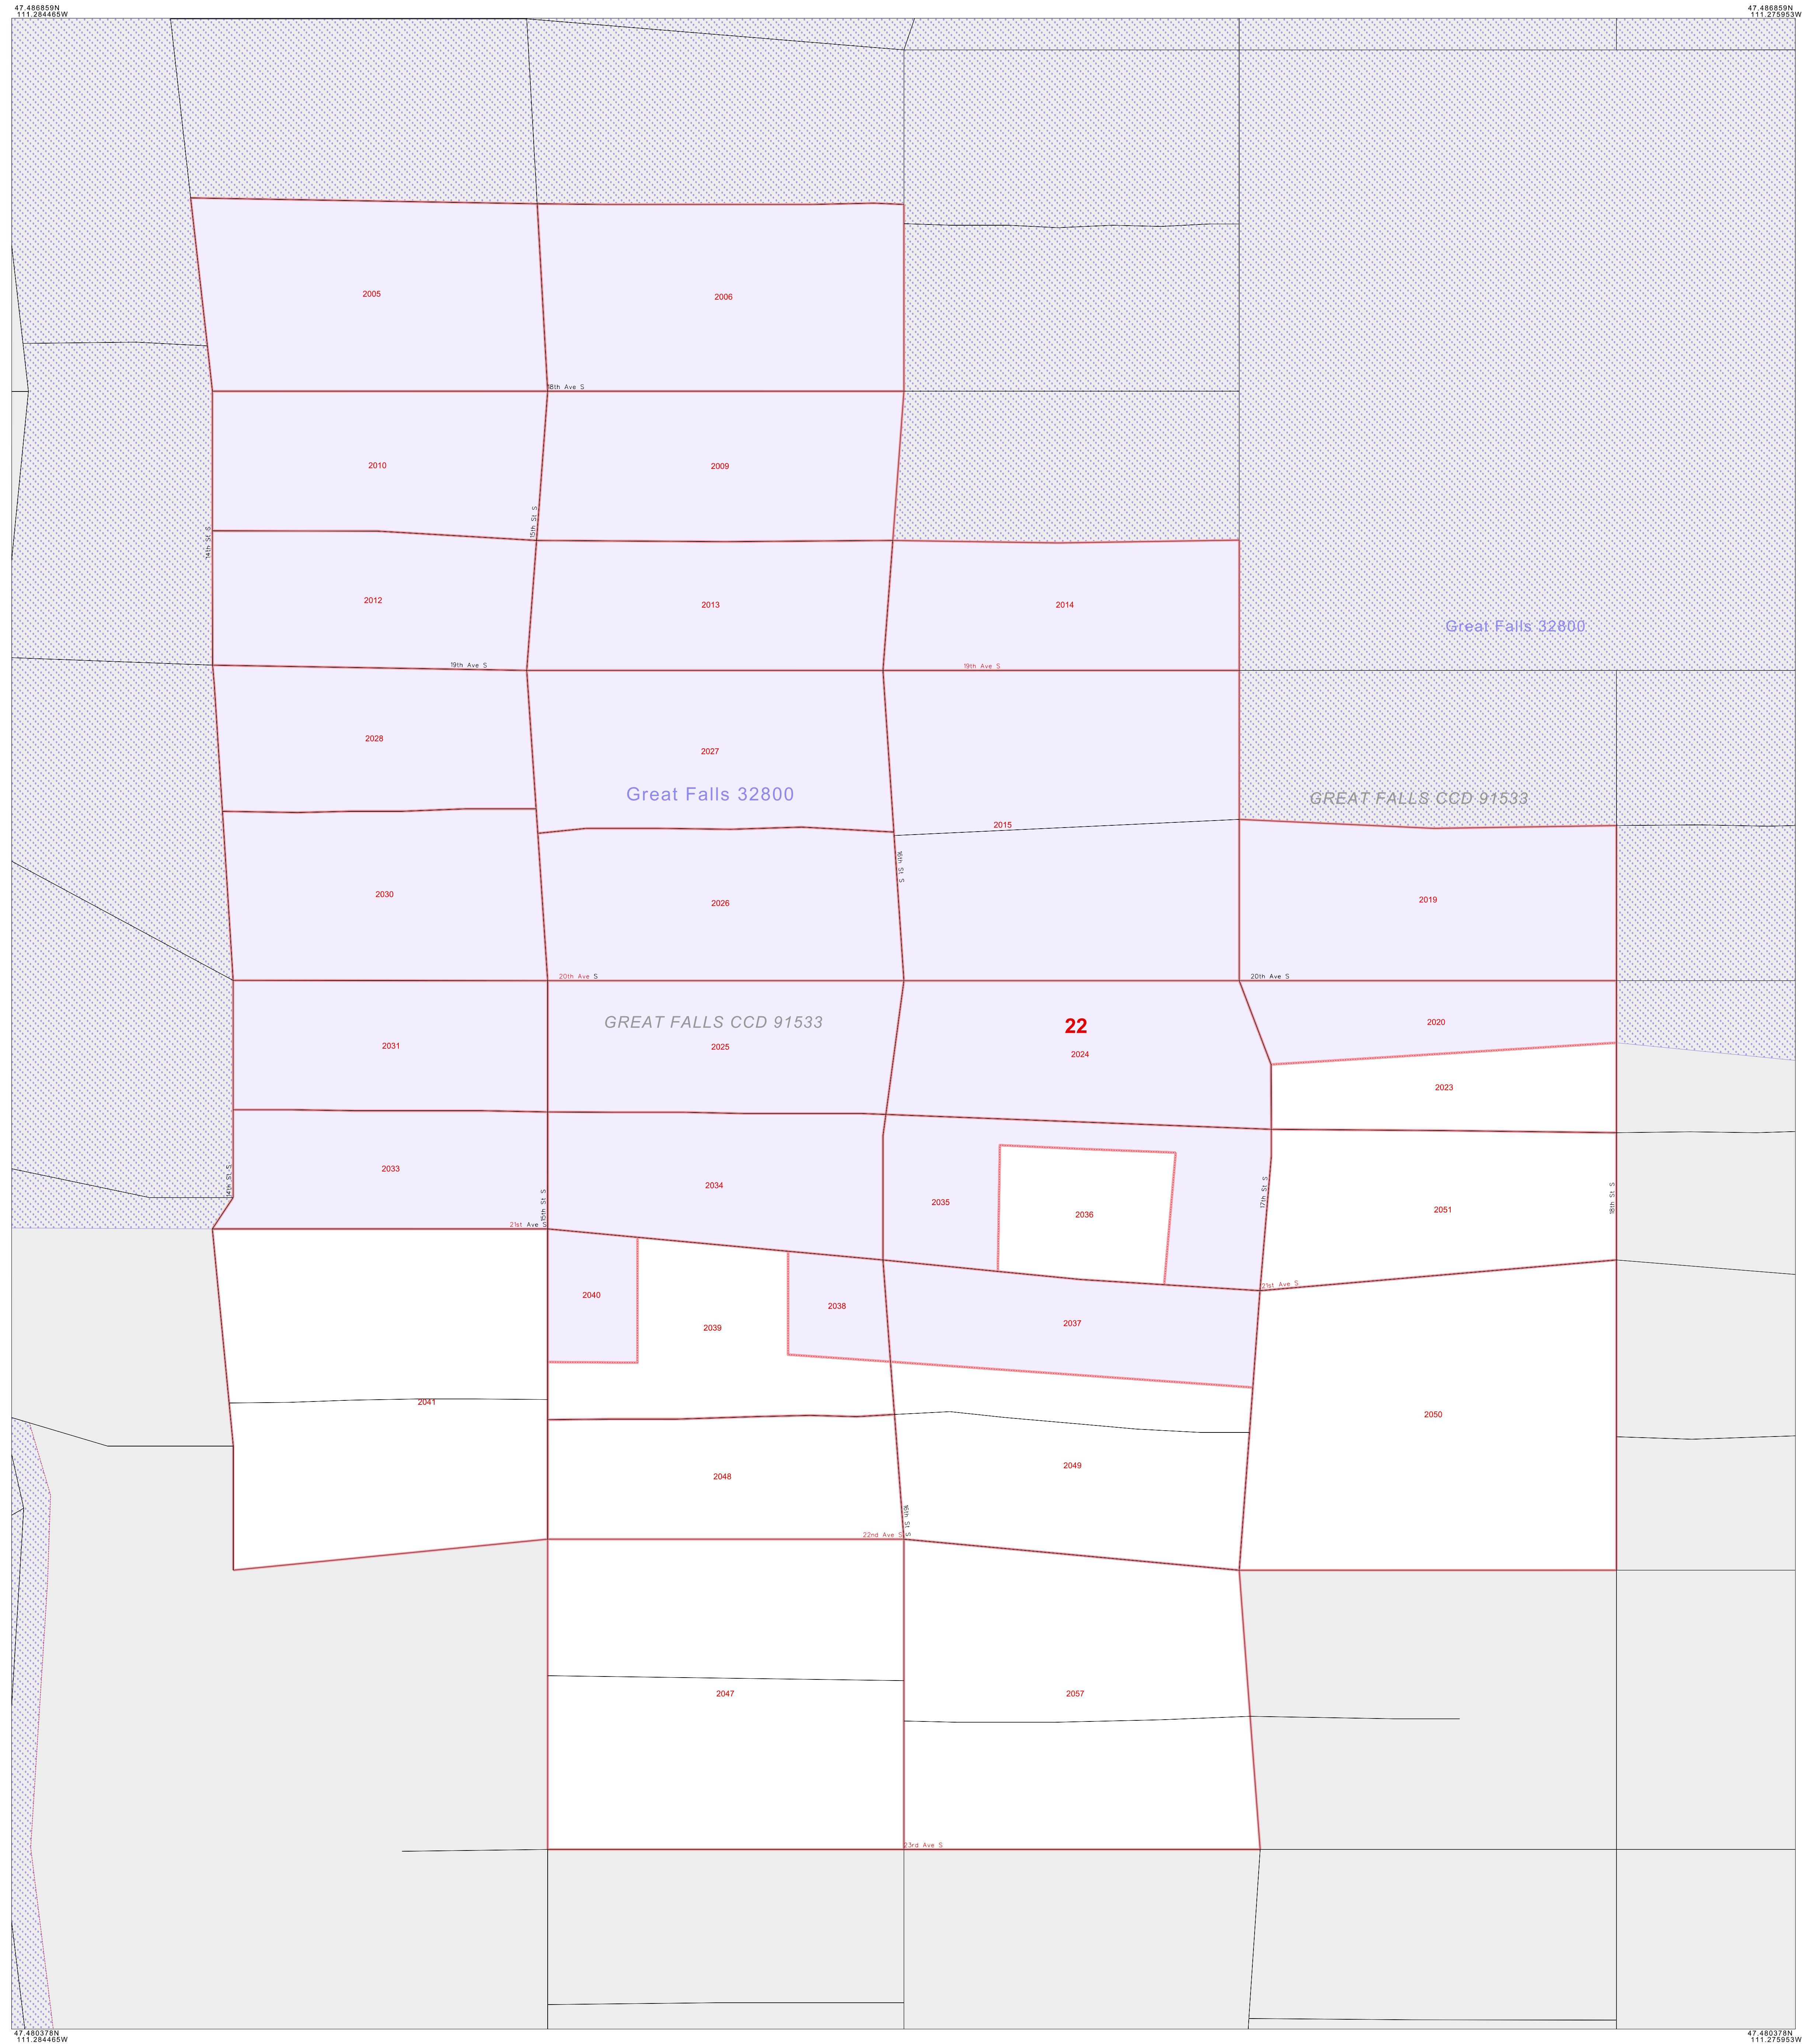 47.486859N
111.284465W
47.486859N
111.275953W
2005
2006
18th Ave S
2010
2009
14th St S
15th St S
2012
2013
2014
Great Falls 32800
19th Ave S
19th Ave S
2028
2027
Great Falls 32800
GREAT FALLS CCD 91533
2015
16th St S
2030
2026
2019
20th Ave S
20th Ave S
GREAT FALLS CCD 91533
22
2020
2031
2025
2024
2023
14th St S
2033
2034
15th St S
2035
2036
17th St S
2051
18th St S
21st Ave S
21st Ave S
2040
2038
2039
2037
2041
2050
2048
2049
16th St S
22nd Ave S
2047
2057
23rd Ave S
47.480378N
111.284465W
47.480378N
111.275953W